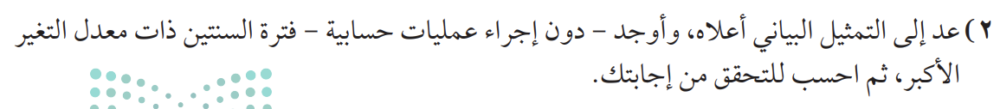 ٢) عد إلى التمثيل البياني أعلاه، وأوجد – دون إجراء عمليات حسابية – فترة السنتين ذات معدل التغير
الأكبر، ثم احسب للتحقق من إجابتك.